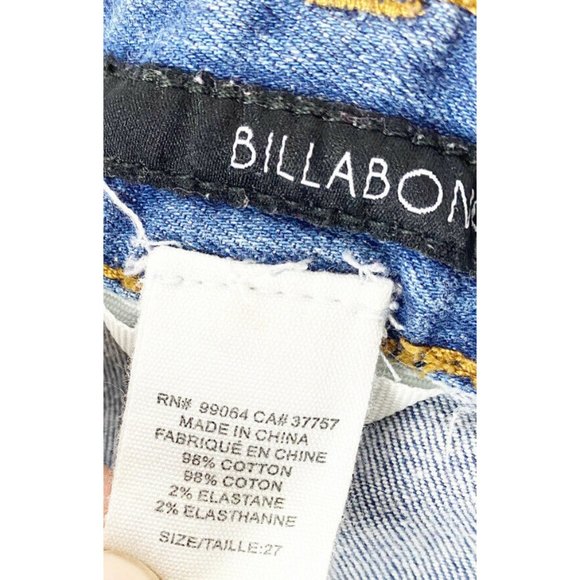 BILLABONG
RN# 99064 CA# 37757
MADE IN CHINA
FABRIQUÉ EN CHINE
98% COTTON
98% COTON
2% ELASTANE
2% ELASTHANNE
SIZE/TAILLE:27